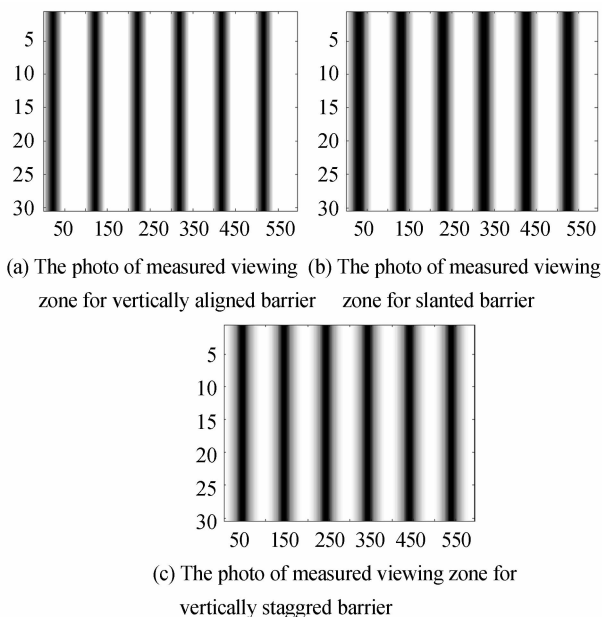 5
10
15
20
25
30
50 150 250 350 450 550
(a) The photo of measured viewing
zone for vertically aligned barrier
5
10
15
20
25
30
50 150 250 350 450 550
(b) The photo of measured viewing
zone for slanted barrier
5
10
15
20
25
30
50 150 250 350 450 550
(c) The photo of measured viewing zone for
vertically staggred barrier